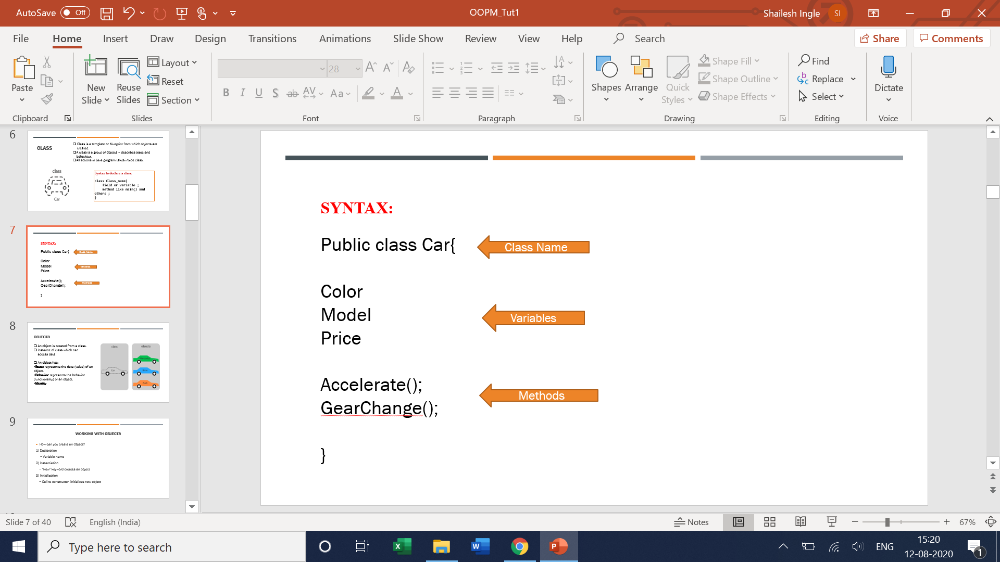 AutoSave Off
OOPM_Tut1
Shailesh Ingle SI
File Home Insert Draw Design Transitions Animations Slide Show Review View Help Search Share Comments
Paste
New Slide
Reuse Slides
Layout
Reset
Section
28
A A A
B I U S ab AV Aa A
Shapes Arrange Quick Styles
Shape Fill
Shape Outline
Shape Effects
Find
Replace
Select
Dictate
Clipboard Slides Font Paragraph Drawing Editing Voice
6
CLASS
❑ Class is a template or blueprint from which objects are
created.
❑A class is a group of objects – describes state and
behaviour.
❑All actions in Java program takes inside class.
class
Car
Syntax to declare a class:
class Class_name{
field or variable ;
method like main() and
others ;
}
7
SYNTAX:
Public class Car{
Class Name
Color
Model
Price
Variables
Accelerate();
GearChange();
Methods
}
8
OBJECTS
❑ An object is created from a class.
❑ Instance of class which can
access data.
❑ An object has:
•State: represents the data (value) of an
object.
•Behavior: represents the behavior
(functionality) of an object.
•Identity
class
Car
objects
Audi
9
WORKING WITH OBJECTS
• How can you create an Object?
1) Declaration
– Variable name
2) Instantiation
– "New" keyword creates an object
3) Initialization
– Call to constructor, initializes new object
SYNTAX:
Public class Car{
Class Name
Color
Model
Price
Variables
Accelerate();
GearChange();
Methods
}
Slide 7 of 40
English (India)
Notes
67%
Type here to search
ENG
15:20
12-08-2020
1